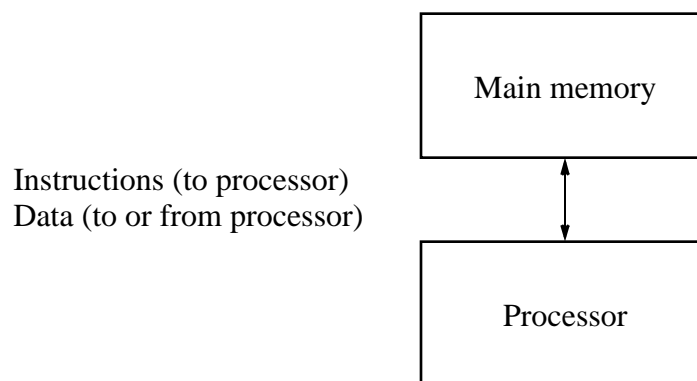 Main memory
Instructions (to processor)
Data (to or from processor)
Processor